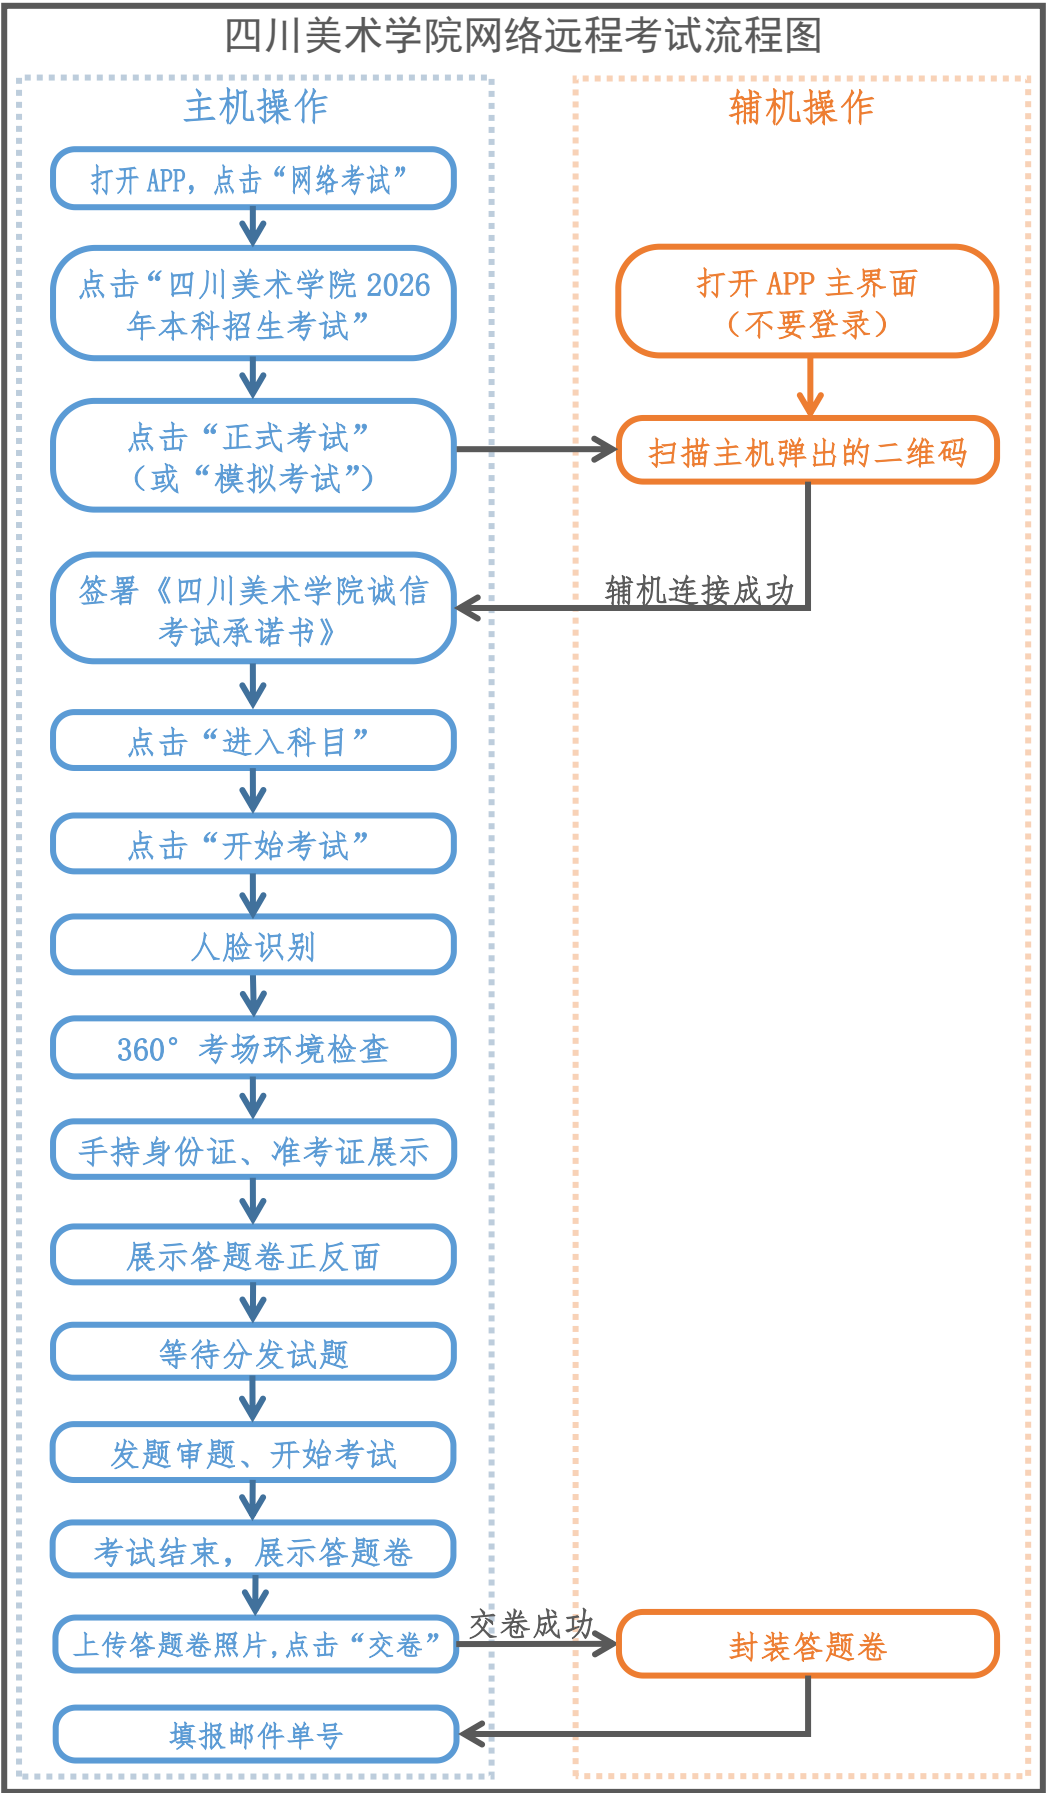 四川美术学院网络远程考试流程图
主机操作
打开 APP，点击“网络考试”
点击“四川美术学院 2026
年本科招生考试”
点击“正式考试”
（或“模拟考试”）
签署《四川美术学院诚信
考试承诺书》
点击“进入科目”
点击“开始考试”
人脸识别
360°考场环境检查
手持身份证、准考证展示
展示答题卷正反面
等待分发试题
发题审题、开始考试
考试结束，展示答题卷
上传答题卷照片,点击“交卷”
填报邮件单号
辅机操作
打开 APP 主界面
（不要登录）
扫描主机弹出的二维码
辅机连接成功
交卷成功
封装答题卷